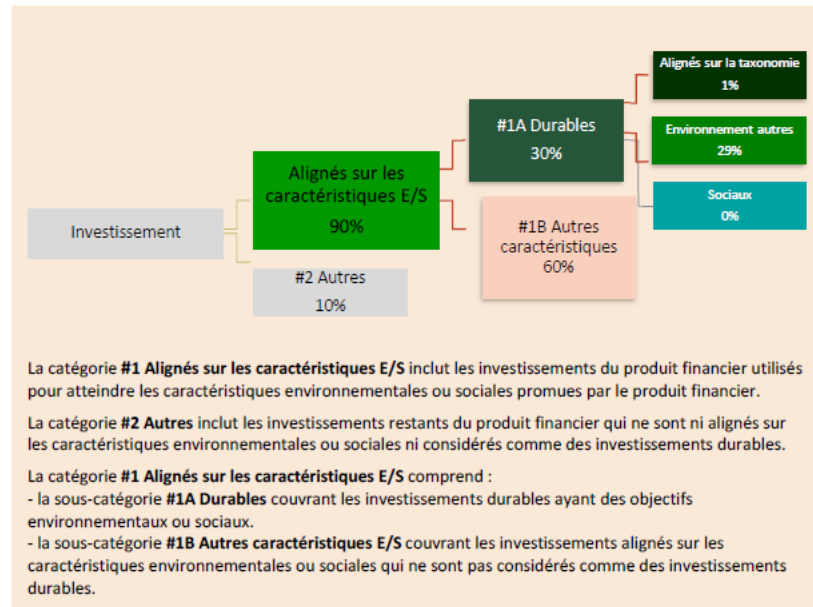 Alignés sur la taxonomie
1%
#1A Durables
30%
Environnement autres
29%
Alignés sur les
caractéristiques E/S
90%
Sociaux
0%
Investissement
#1B Autres
caractéristiques
60%
#2 Autres
10%
La catégorie #1 Alignés sur les caractéristiques E/S inclut les investissements du produit financier utilisés
pour atteindre les caractéristiques environnementales ou sociales promues par le produit financier.
La catégorie #2 Autres inclut les investissements restants du produit financier qui ne sont ni alignés sur
les caractéristiques environnementales ou sociales ni considérés comme des investissements durables.
La catégorie #1 Alignés sur les caractéristiques E/S comprend :
- la sous-catégorie #1A Durables couvrant les investissements durables ayant des objectifs
environnementaux ou sociaux.
- la sous-catégorie #1B Autres caractéristiques E/S couvrant les investissements alignés sur les
caractéristiques environnementales ou sociales qui ne sont pas considérés comme des investissements
durables.